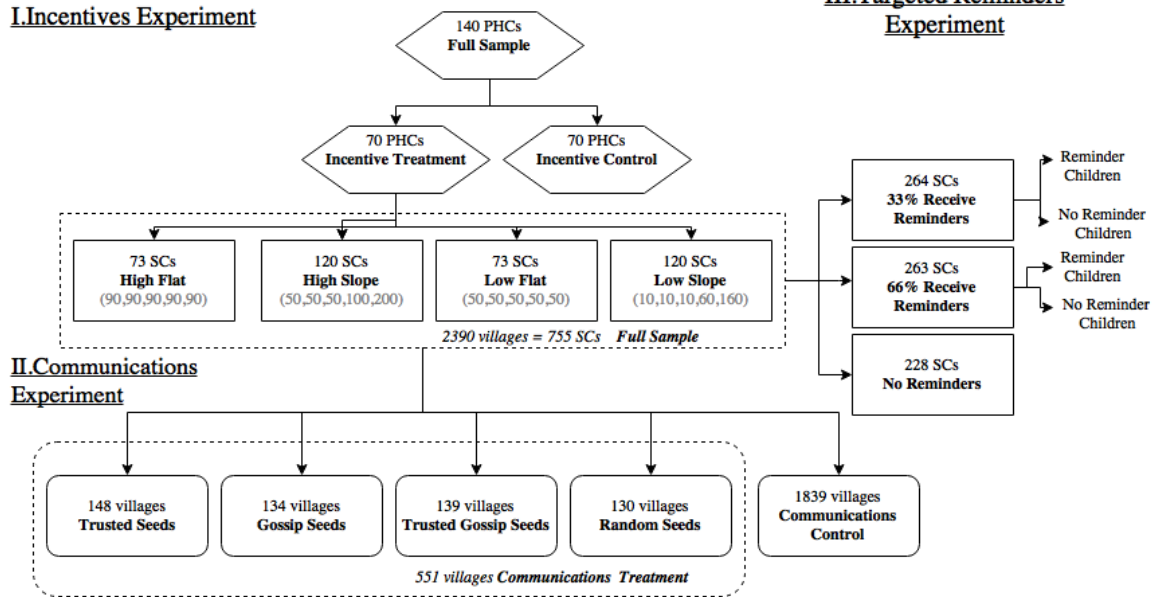 I.Incentives Experiment
III.Targeted Reminders
Experiment
140 PHCs
Full Sample
70 PHCs
Incentive Treatment
70 PHCs
Incentive Control
73 SCs
High Flat
(90,90,90,90,90)
120 SCs
High Slope
(50,50,50,100,200)
73 SCs
Low Flat
(50,50,50,50,50)
120 SCs
Low Slope
(10,10,10,60,160)
2390 villages = 755 SCs Full Sample
264 SCs
33% Receive
Reminders
Reminder
Children
No Reminder
Children
263 SCs
66% Receive
Reminders
Reminder
Children
No Reminder
Children
228 SCs
No Reminders
II.Communications
Experiment
148 villages
Trusted Seeds
134 villages
Gossip Seeds
139 villages
Trusted Gossip Seeds
130 villages
Random Seeds
1839 villages
Communications
Control
551 villages Communications Treatment